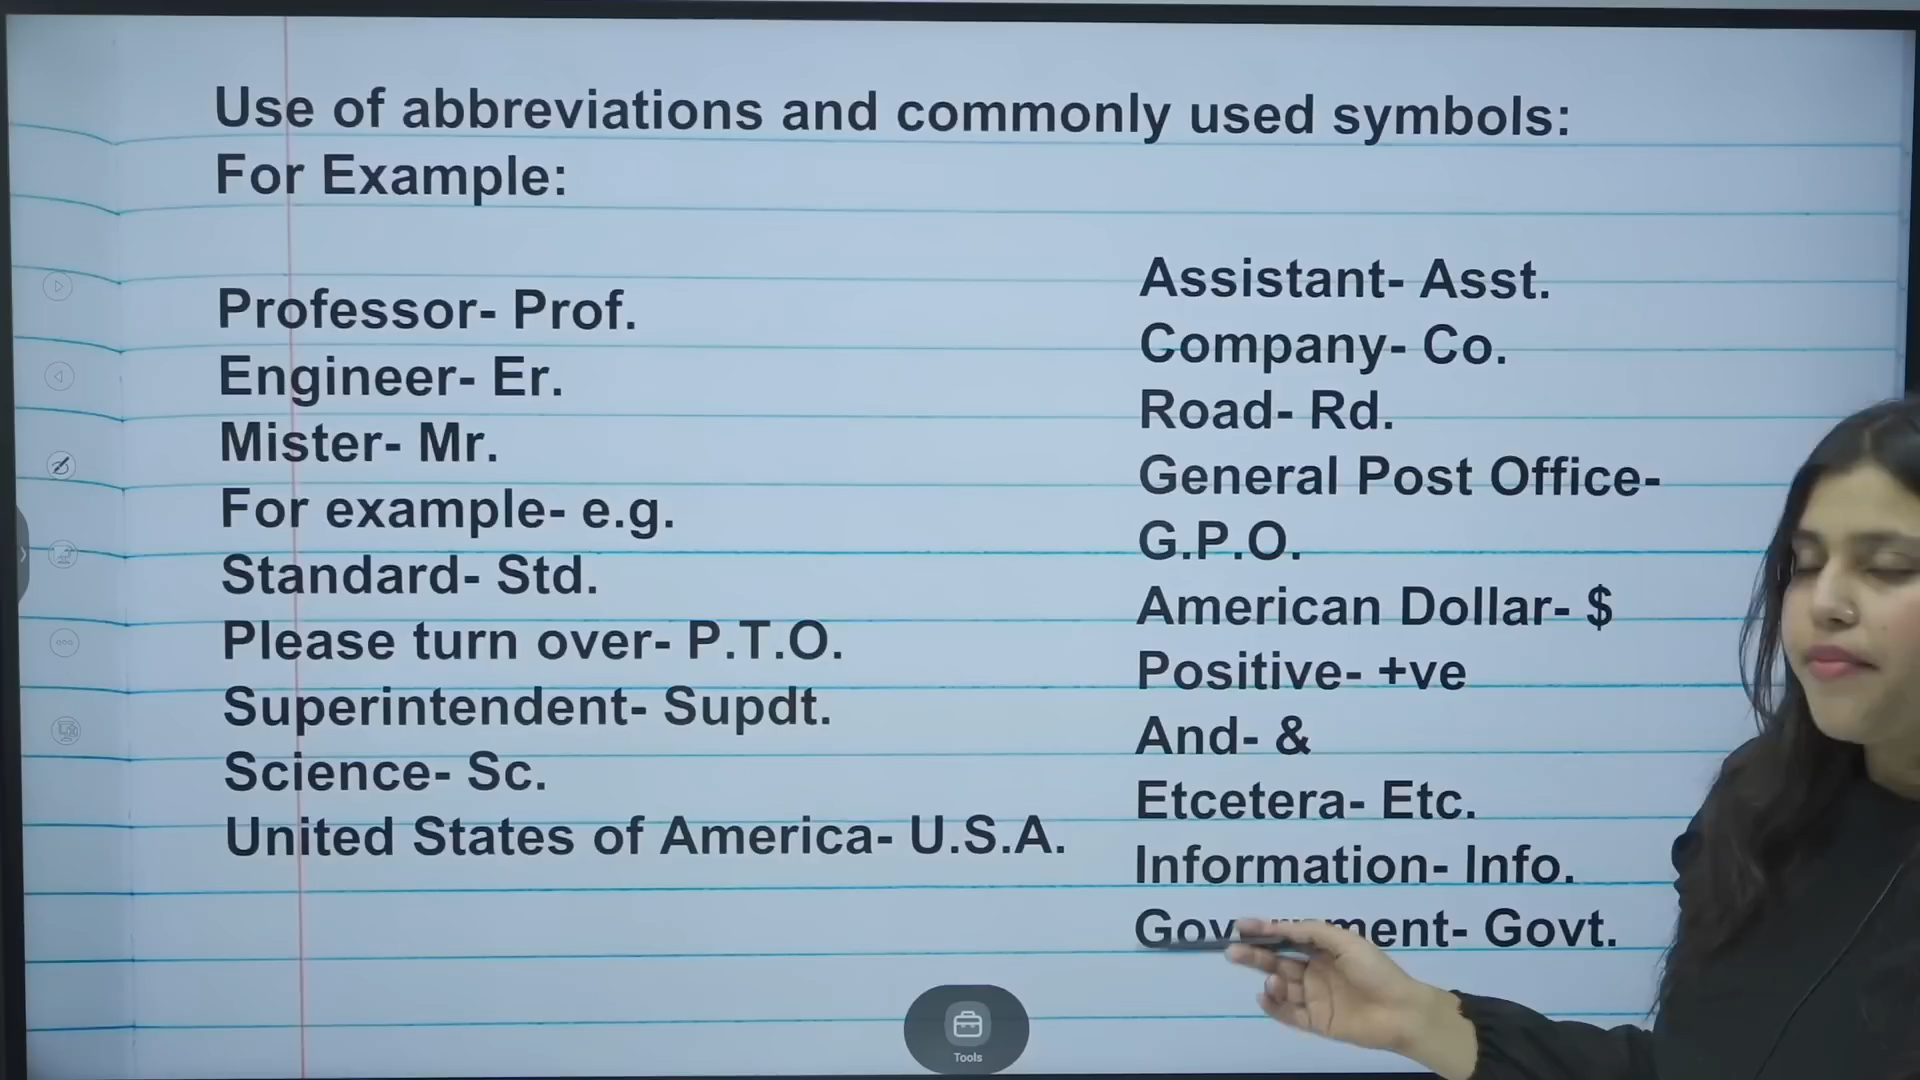 Use of abbreviations and commonly used symbols:
For Example:
Professor- Prof.
Engineer- Er.
Mister- Mr.
For example- e.g.
Standard- Std.
Please turn over- P.T.O.
Superintendent- Supdt.
Science- Sc.
United States of America- U.S.A.
Assistant- Asst.
Company- Co.
Road- Rd.
General Post Office-
G.P.O.
American Dollar- $
Positive- +ve
And- &
Etcetera- Etc.
Information- Info.
Government- Govt.
Tools